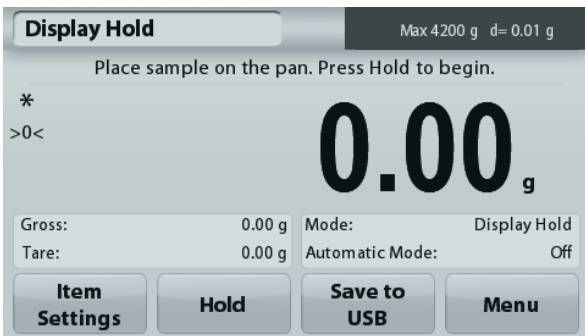 Display Hold
Max 4200 g d= 0.01 g
Place sample on the pan. Press Hold to begin.
*
>0<
0.00 g
Gross: 0.00 g
Tare: 0.00 g
Mode: Display Hold
Automatic Mode: Off
Item Settings
Hold
Save to USB
Menu